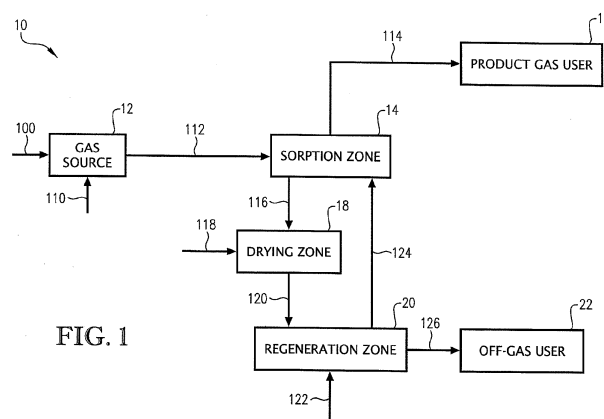 10
114
1
PRODUCT GAS USER
12
14
100
GAS
SOURCE
112
SORPTION ZONE
110
116
18
118
DRYING ZONE
124
120
20
22
126
FIG. 1
REGENERATION ZONE
OFF-GAS USER
122